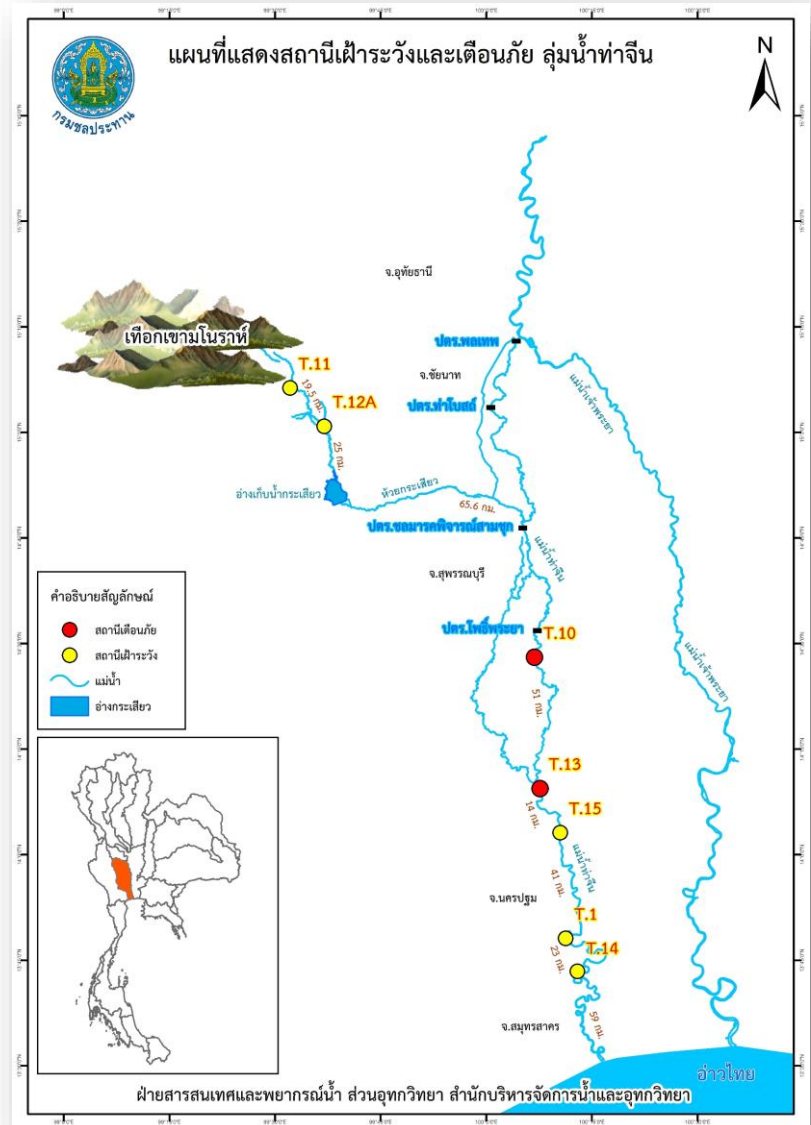 แผนที่แสดงสถานีเฝ้าระวังและเตือนภัย ลุ่มน้ำท่าจีน
N
กรมชลประทาน
จ.อุทัยธานี
เทือกเขามโนราห์
ปตร.พลเทพ
T.11
จ.ชัยนาท
19.5 กม.
T.12A
ปตร.ท่าโบสถ์
แม่น้ำเจ้าพระยา
25 กม.
อ่างเก็บน้ำกระเสียว
ห้วยกระเสียว
65.6 กม.
ปตร.ชลมารคพิจารณ์สามชุก
แม่น้ำท่าจีน
จ.สุพรรณบุรี
คำอธิบายสัญลักษณ์
สถานีเตือนภัย
สถานีเฝ้าระวัง
แม่น้ำ
อ่างกระเสียว
ปตร.โพธิ์พระยา
T.10
แม่น้ำเจ้าพระยา
51 กม.
T.13
14 กม.
T.15
แม่น้ำท่าจีน
41 กม.
จ.นครปฐม
T.1
T.14
23 กม.
จ.สมุทรสาคร
59 กม.
อ่าวไทย
ฝ่ายสารสนเทศและพยากรณ์น้ำ ส่วนอุทกวิทยา สำนักบริหารจัดการน้ำและอุทกวิทยา